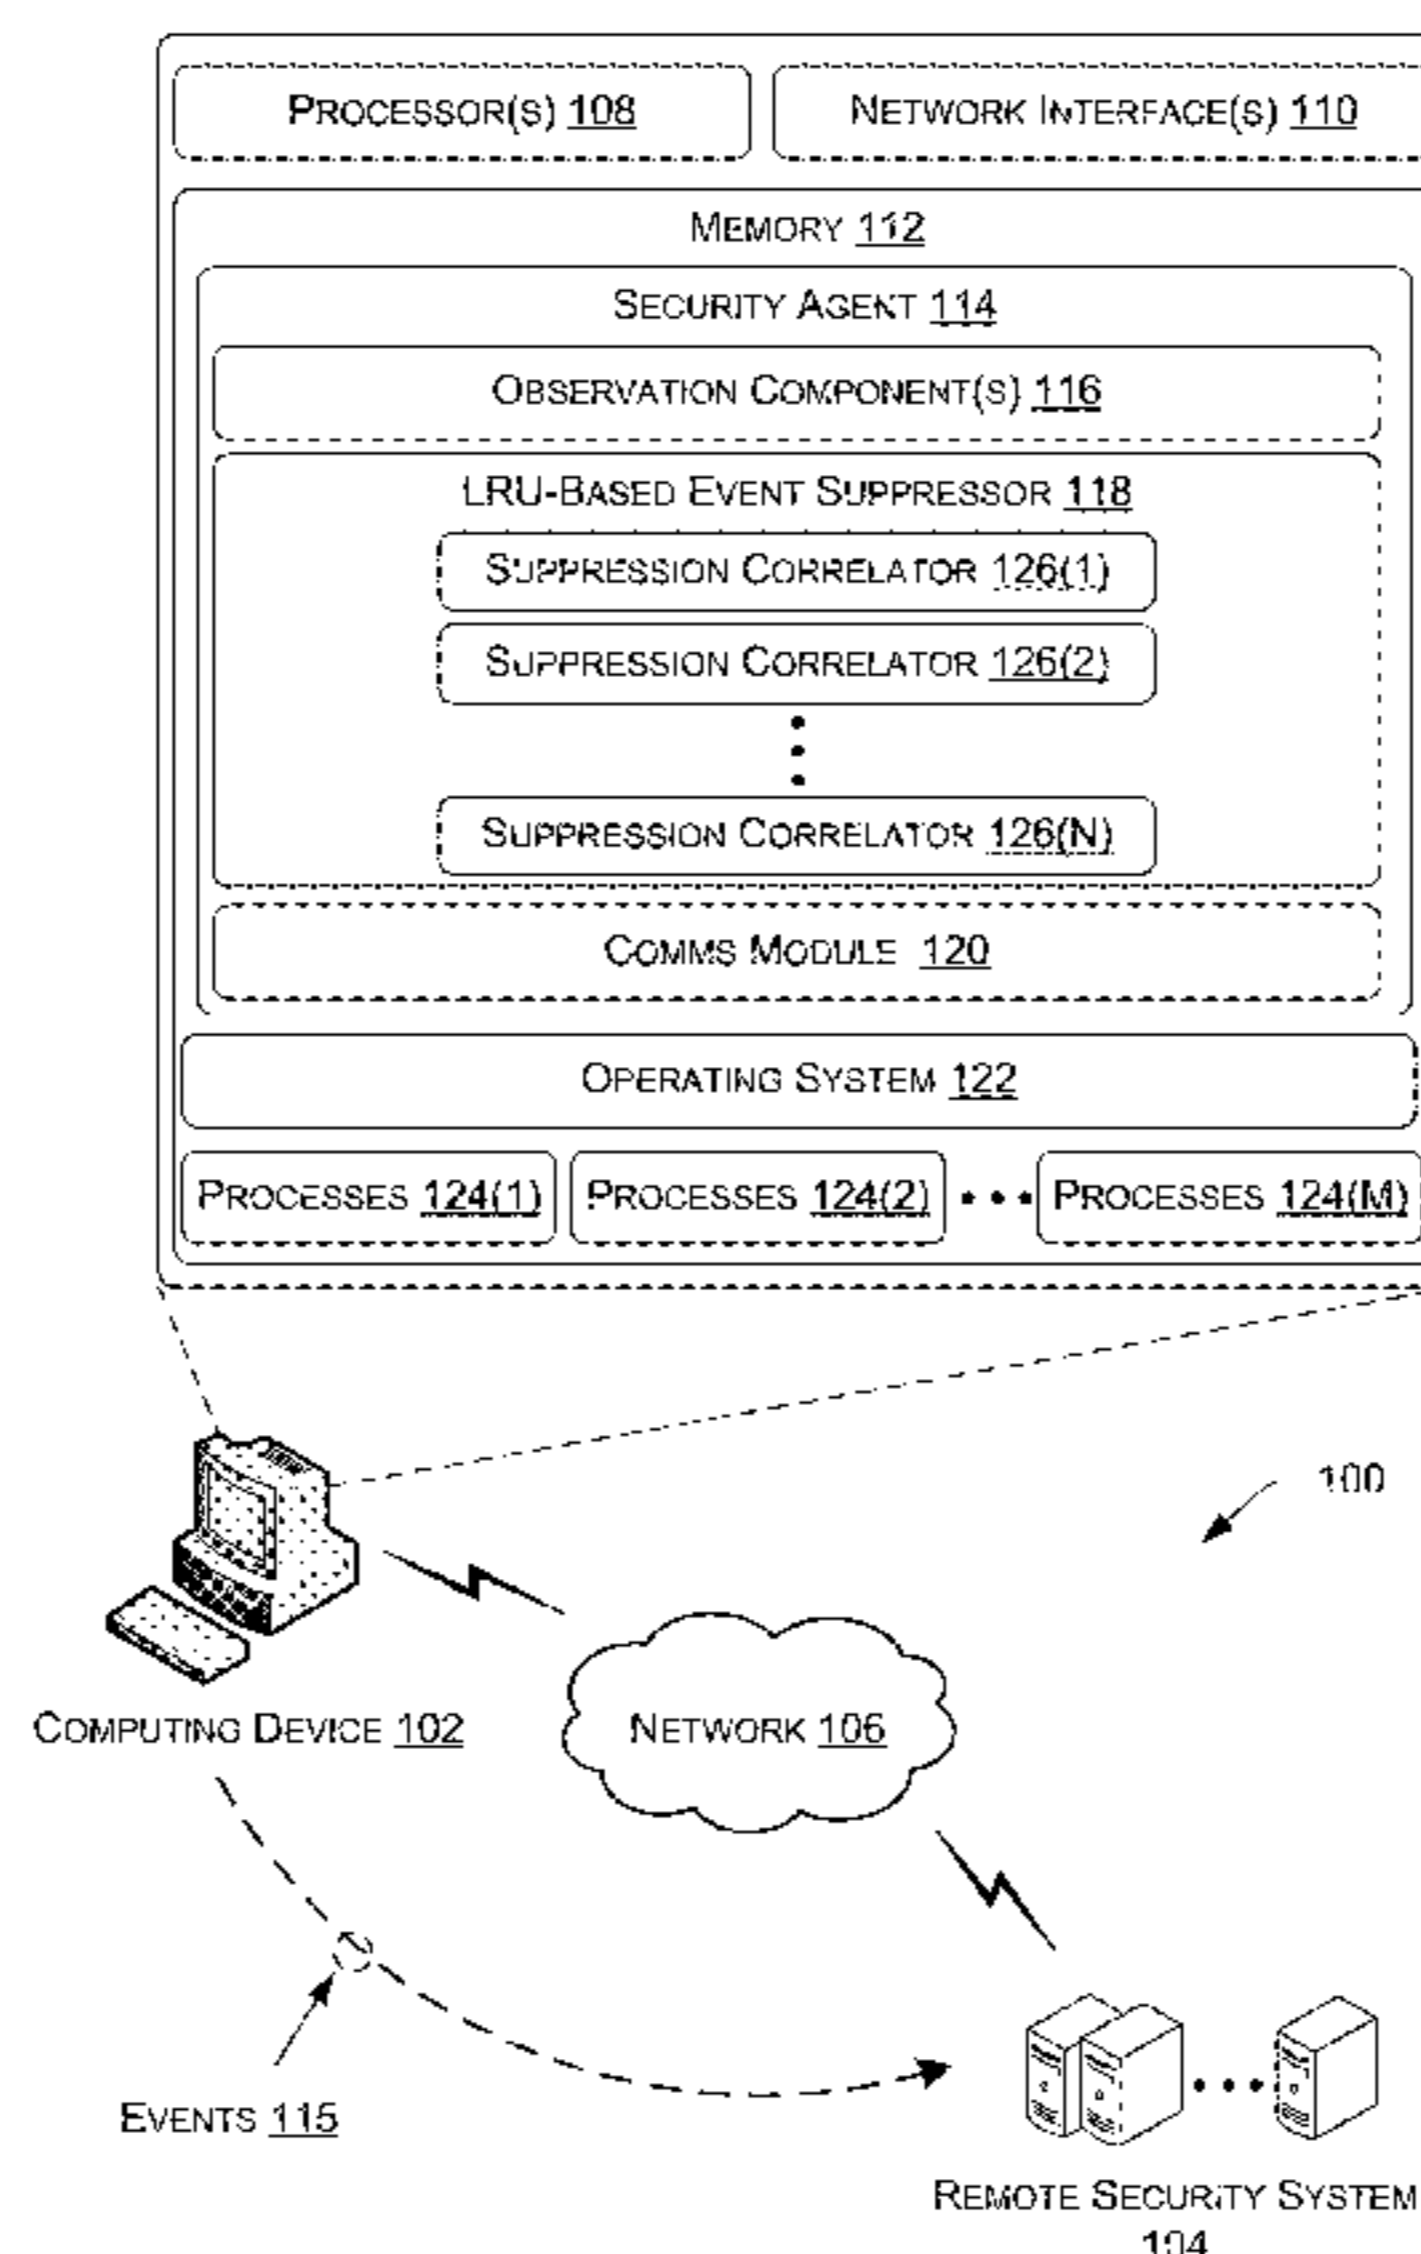 PROCESSOR(S) 108
NETWORK INTERFACE(S) 110
MEMORY 112
SECURITY AGENT 114
OBSERVATION COMPONENT(S) 116
LRU-BASED EVENT SUPPRESSOR 118
SUPPRESSION CORRELATOR 126(1)
SUPPRESSION CORRELATOR 126(2)
SUPPRESSION CORRELATOR 126(N)
COMMS MODULE 120
OPERATING SYSTEM 122
PROCESSES 124(1)
PROCESSES 124(2)
PROCESSES 124(M)
100
COMPUTING DEVICE 102
NETWORK 106
EVENTS 115
REMOTE SECURITY SYSTEM
104